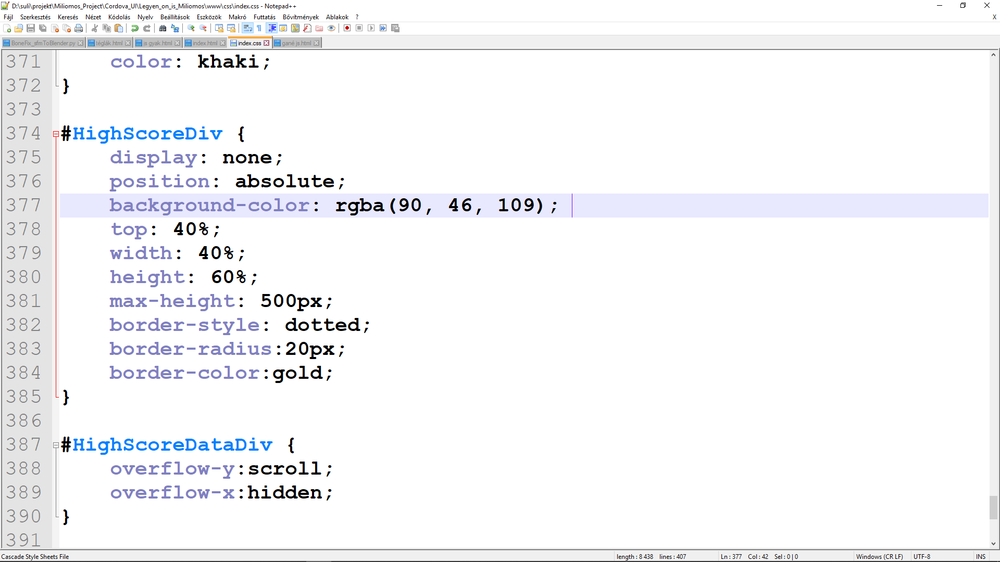 D:\suli\projekt\Miliomos_Project\Cordova_UI\Legyen_on_is_Miliomos\www\css\index.css - Notepad++
Fájl Szerkesztés Keresés Nézet Kódolás Nyelv Beállítások Eszközök Makró Futtatás Bővítmények Ablakok ? X
BoneFix_sfmToBlender.py téglák.html js gyak.html index.html index.css gané js.html
371 color: khaki;
372 }
373
374 #HighScoreDiv {
375 display: none;
376 position: absolute;
377 background-color: rgba(90, 46, 109);
378 top: 40%;
379 width: 40%;
380 height: 60%;
381 max-height: 500px;
382 border-style: dotted;
383 border-radius:20px;
384 border-color:gold;
385 }
386
387 #HighScoreDataDiv {
388 overflow-y:scroll;
389 overflow-x:hidden;
390 }
391
Cascade Style Sheets File length : 8 438 lines : 407 Ln : 377 Col : 42 Sel : 0 | 0 Windows (CR LF) UTF-8 INS